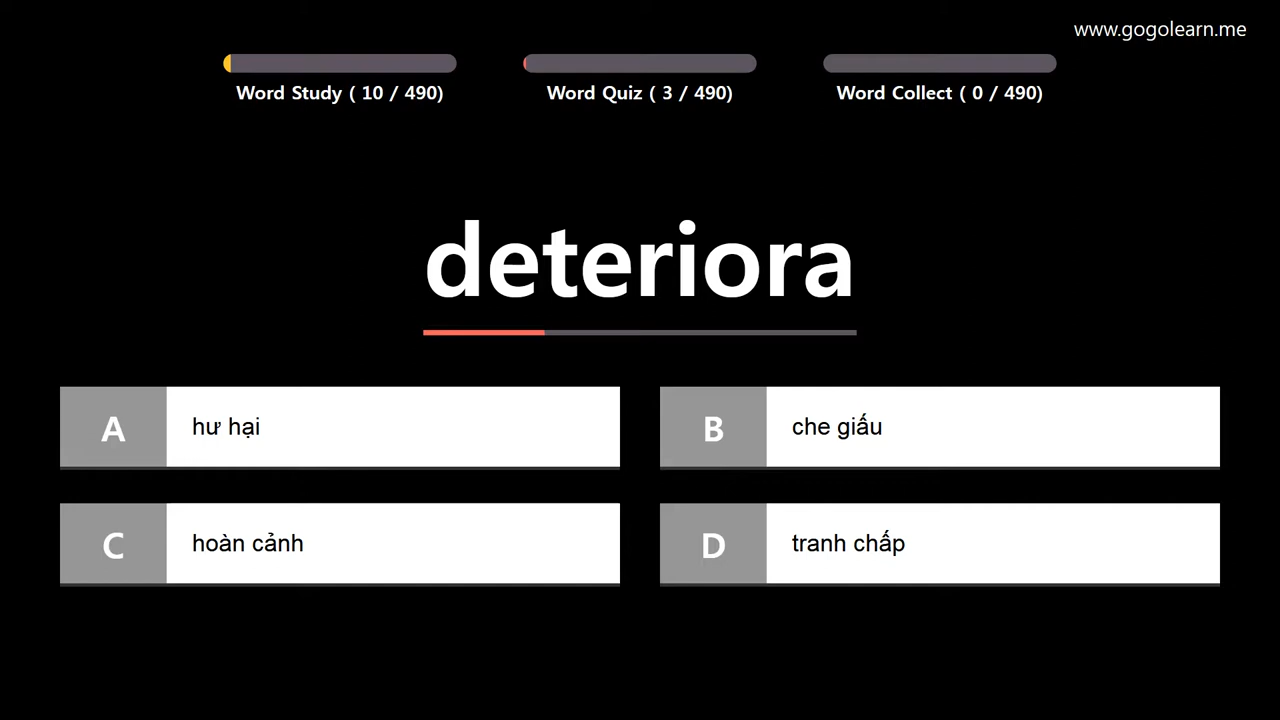 www.gogolearn.me
Word Study ( 10 / 490)
Word Quiz ( 3 / 490)
Word Collect ( 0 / 490)
deteriora
A
hư hại
B
che giấu
C
hoàn cảnh
D
tranh chấp